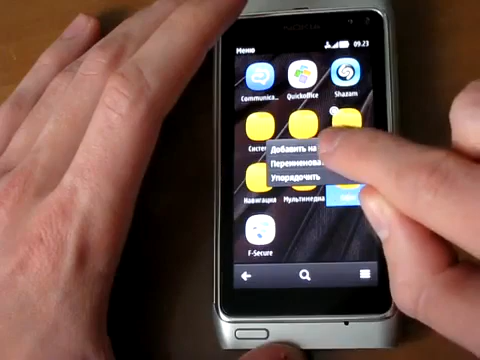 NOKIA
Меню 09.23
Communica... Quickoffice Shazam
Систе
Добавить на
Переименова
Упорядочить
Навигация Мультимедиа
F-Secure